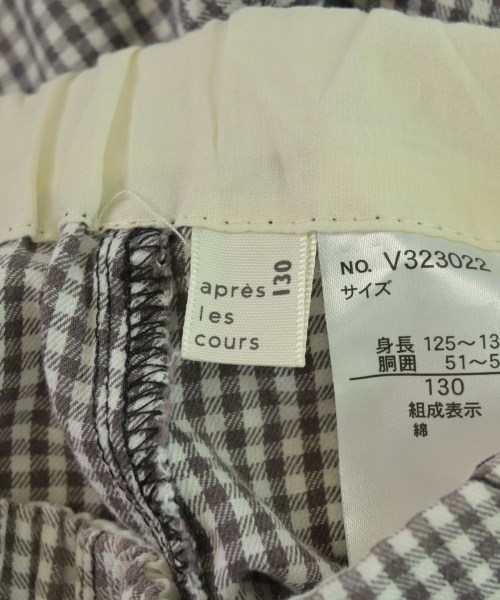 130
après
les
cours
NO. V323022
サイズ
身長 125～13
胴囲 51～5
130
組成表示
綿